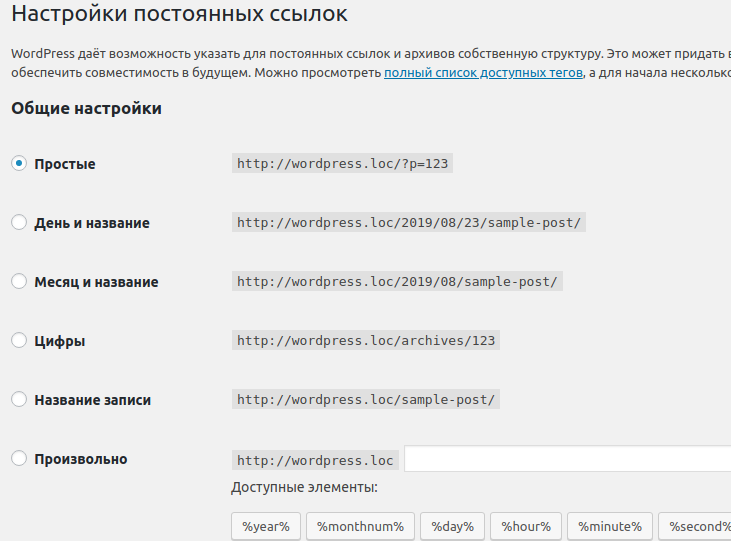 Настройки постоянных ссылок
WordPress даёт возможность указать для постоянных ссылок и архивов собственную структуру. Это может придать
обеспечить совместимость в будущем. Можно просмотреть полный список доступных тегов, а для начала
Общие настройки
Простые http://wordpress.loc/?p=123
День и название http://wordpress.loc/2019/08/23/sample-post/
Месяц и название http://wordpress.loc/2019/08/sample-post/
Цифры http://wordpress.loc/archives/123
Название записи http://wordpress.loc/sample-post/
Произвольно http://wordpress.loc
Доступные элементы:
%year% %monthnum% %day% %hour% %minute% %second%